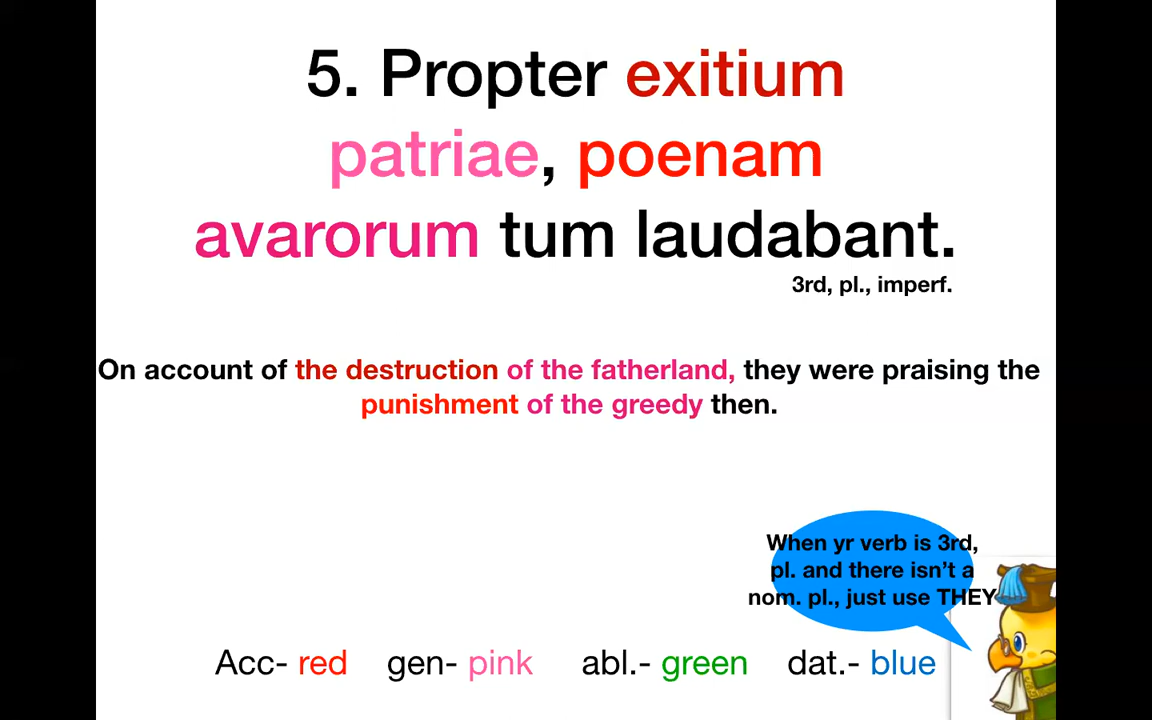 5. Propter exitium
patriae, poenam
avarorum tum laudabant.
3rd, pl., imperf.
On account of the destruction of the fatherland, they were praising the
punishment of the greedy then.
When yr verb is 3rd,
pl. and there isn’t a
nom. pl., just use THEY
Acc- red gen- pink abl.- green dat.- blue